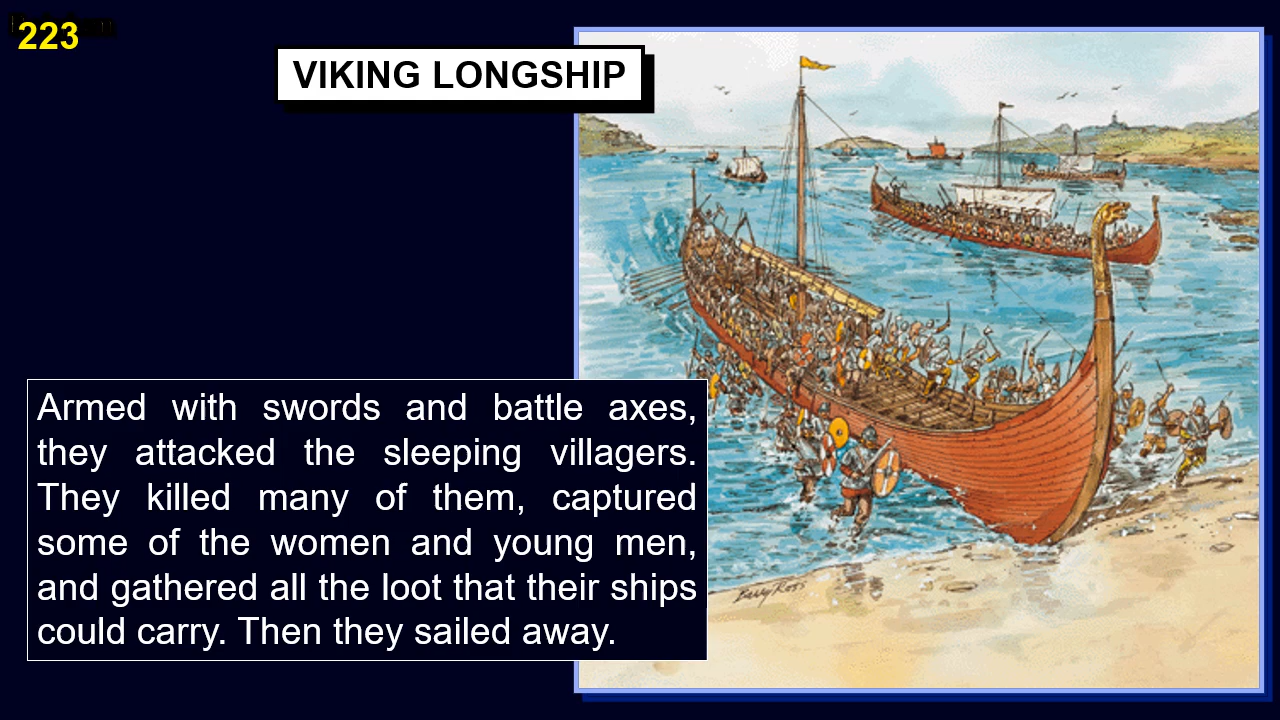 223
VIKING LONGSHIP
Armed with swords and battle axes,
they attacked the sleeping villagers.
They killed many of them, captured
some of the women and young men,
and gathered all the loot that their ships
could carry. Then they sailed away.
Barry Ross